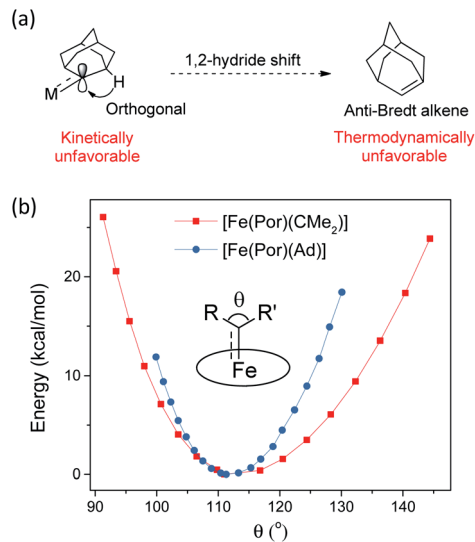 (a)
H
1,2-hydride shift
M
Orthogonal
Anti-Bredt alkene
Kinetically
unfavorable
Thermodynamically
unfavorable
(b)
[Fe(Por)(CMe₂)]
[Fe(Por)(Ad)]
θ
R R'
Fe
Energy (kcal/mol)
20
10
0
90 100 110 120 130 140
θ (°)